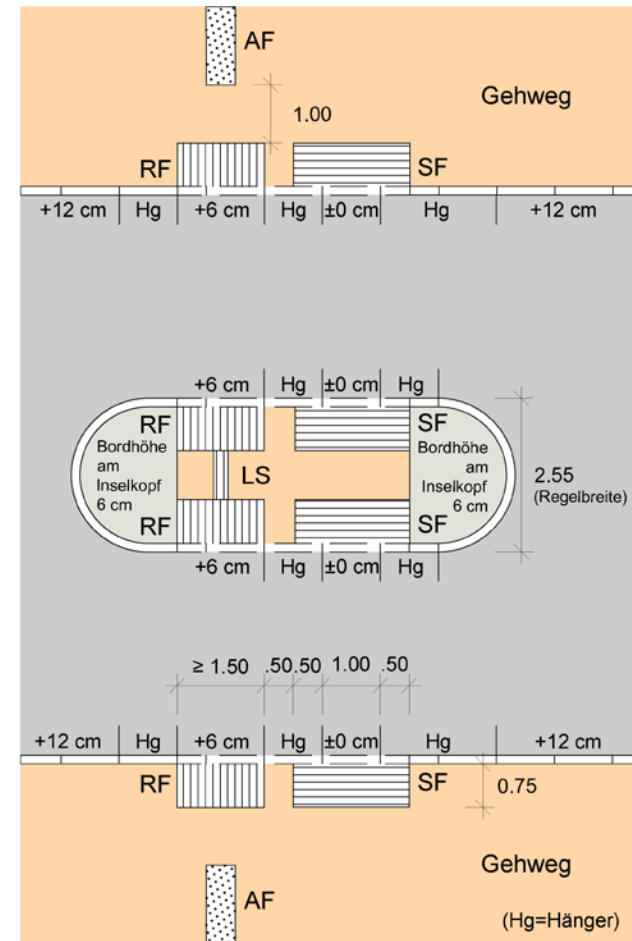 AF
Gehweg
1.00
RF SF
+12 cm Hg +6 cm Hg ±0 cm Hg +12 cm
+6 cm Hg ±0 cm Hg
RF SF
Bordhöhe
am
Inselkopf
6 cm
LS
Bordhöhe
am
Inselkopf
6 cm
2.55
(Regelbreite)
RF SF
+6 cm Hg ±0 cm Hg
≥ 1.50 .50 .50 1.00 .50
+12 cm Hg +6 cm Hg ±0 cm Hg +12 cm
RF SF
0.75
Gehweg
AF
(Hg=Hänger)